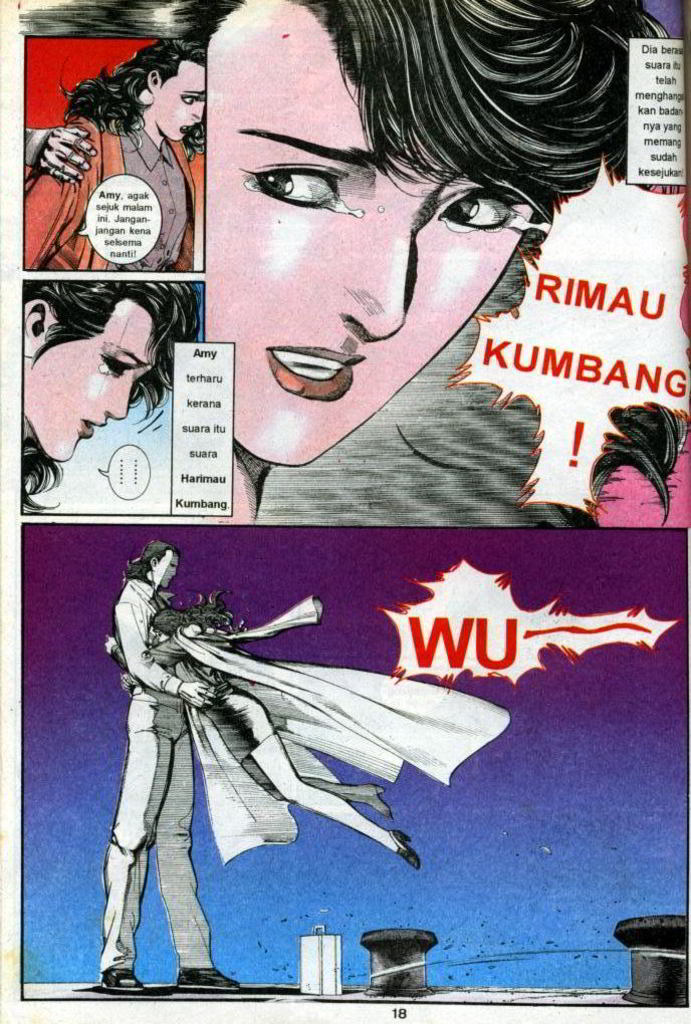 Amy, agak
sejuk malam
ini. Jangan-
jangan kena
selsema
nanti!
Amy
terharu
kerana
suara itu
suara
Harimau
Kumbang.
Dia berasa
suara itu
telah
menghangat
kan badan-
nya yang
memang
sudah
kesejukan!
RIMAU
KUMBANG
!
WU
18